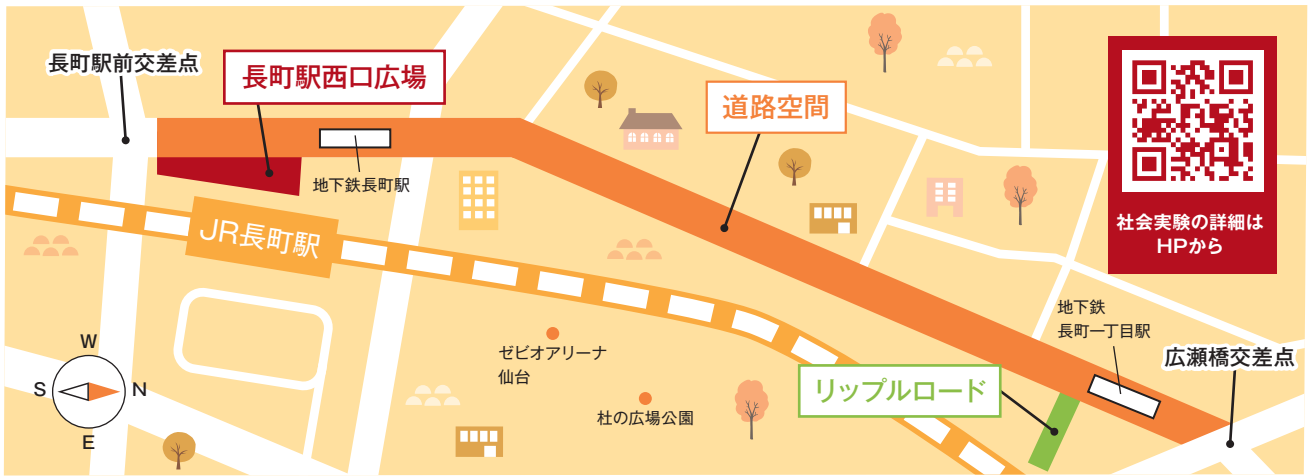 長町駅前交差点
長町駅西口広場
道路空間
地下鉄長町駅
JR長町駅
社会実験の詳細は
HPから
地下鉄
長町一丁目駅
広瀬橋交差点
ゼビオアリーナ
仙台
杜の広場公園
リップルロード
W
S
N
E